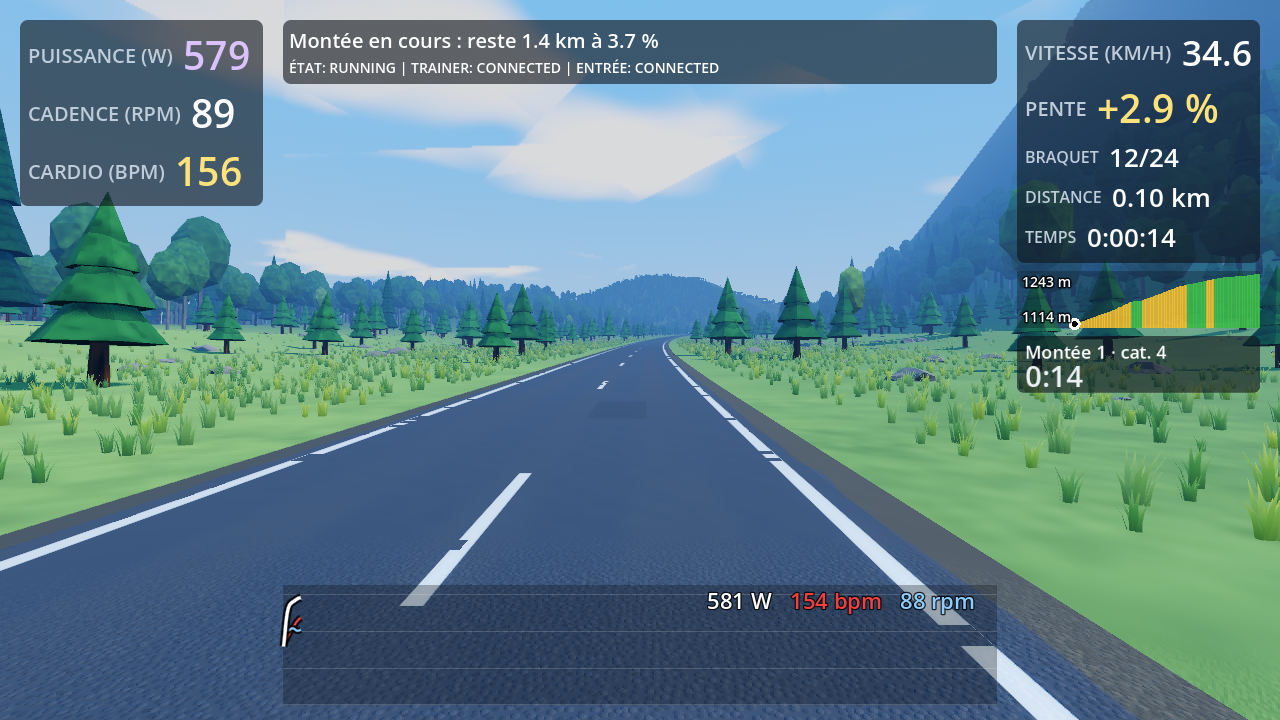 PUISSANCE (W) 579
CADENCE (RPM) 89
CARDIO (BPM) 156
Montée en cours : reste 1.4 km à 3.7 %
ÉTAT: RUNNING | TRAINER: CONNECTED | ENTRÉE: CONNECTED
VITESSE (KM/H) 34.6
PENTE +2.9 %
BRAQUET 12/24
DISTANCE 0.10 km
TEMPS 0:00:14
1243 m
1114 m
Montée 1 · cat. 4
0:14
581 W 154 bpm 88 rpm